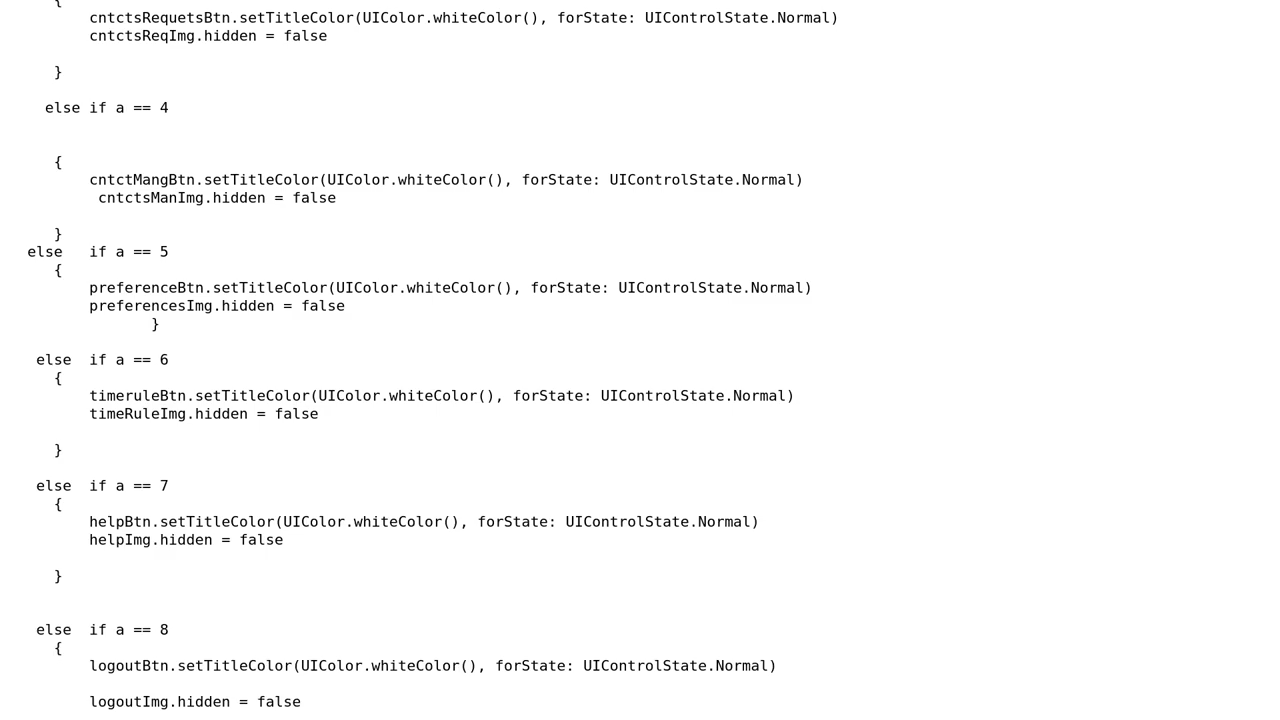 {
cntctsRequetsBtn.setTitleColor(UIColor.whiteColor(), forState: UIControlState.Normal)
cntctsReqImg.hidden = false
}
else if a == 4
{
cntctMangBtn.setTitleColor(UIColor.whiteColor(), forState: UIControlState.Normal)
cntctsManImg.hidden = false
}
else   if a == 5
{
preferenceBtn.setTitleColor(UIColor.whiteColor(), forState: UIControlState.Normal)
preferencesImg.hidden = false
}
else  if a == 6
{
timeruleBtn.setTitleColor(UIColor.whiteColor(), forState: UIControlState.Normal)
timeRuleImg.hidden = false
}
else  if a == 7
{
helpBtn.setTitleColor(UIColor.whiteColor(), forState: UIControlState.Normal)
helpImg.hidden = false
}
else  if a == 8
{
logoutBtn.setTitleColor(UIColor.whiteColor(), forState: UIControlState.Normal)
logoutImg.hidden = false